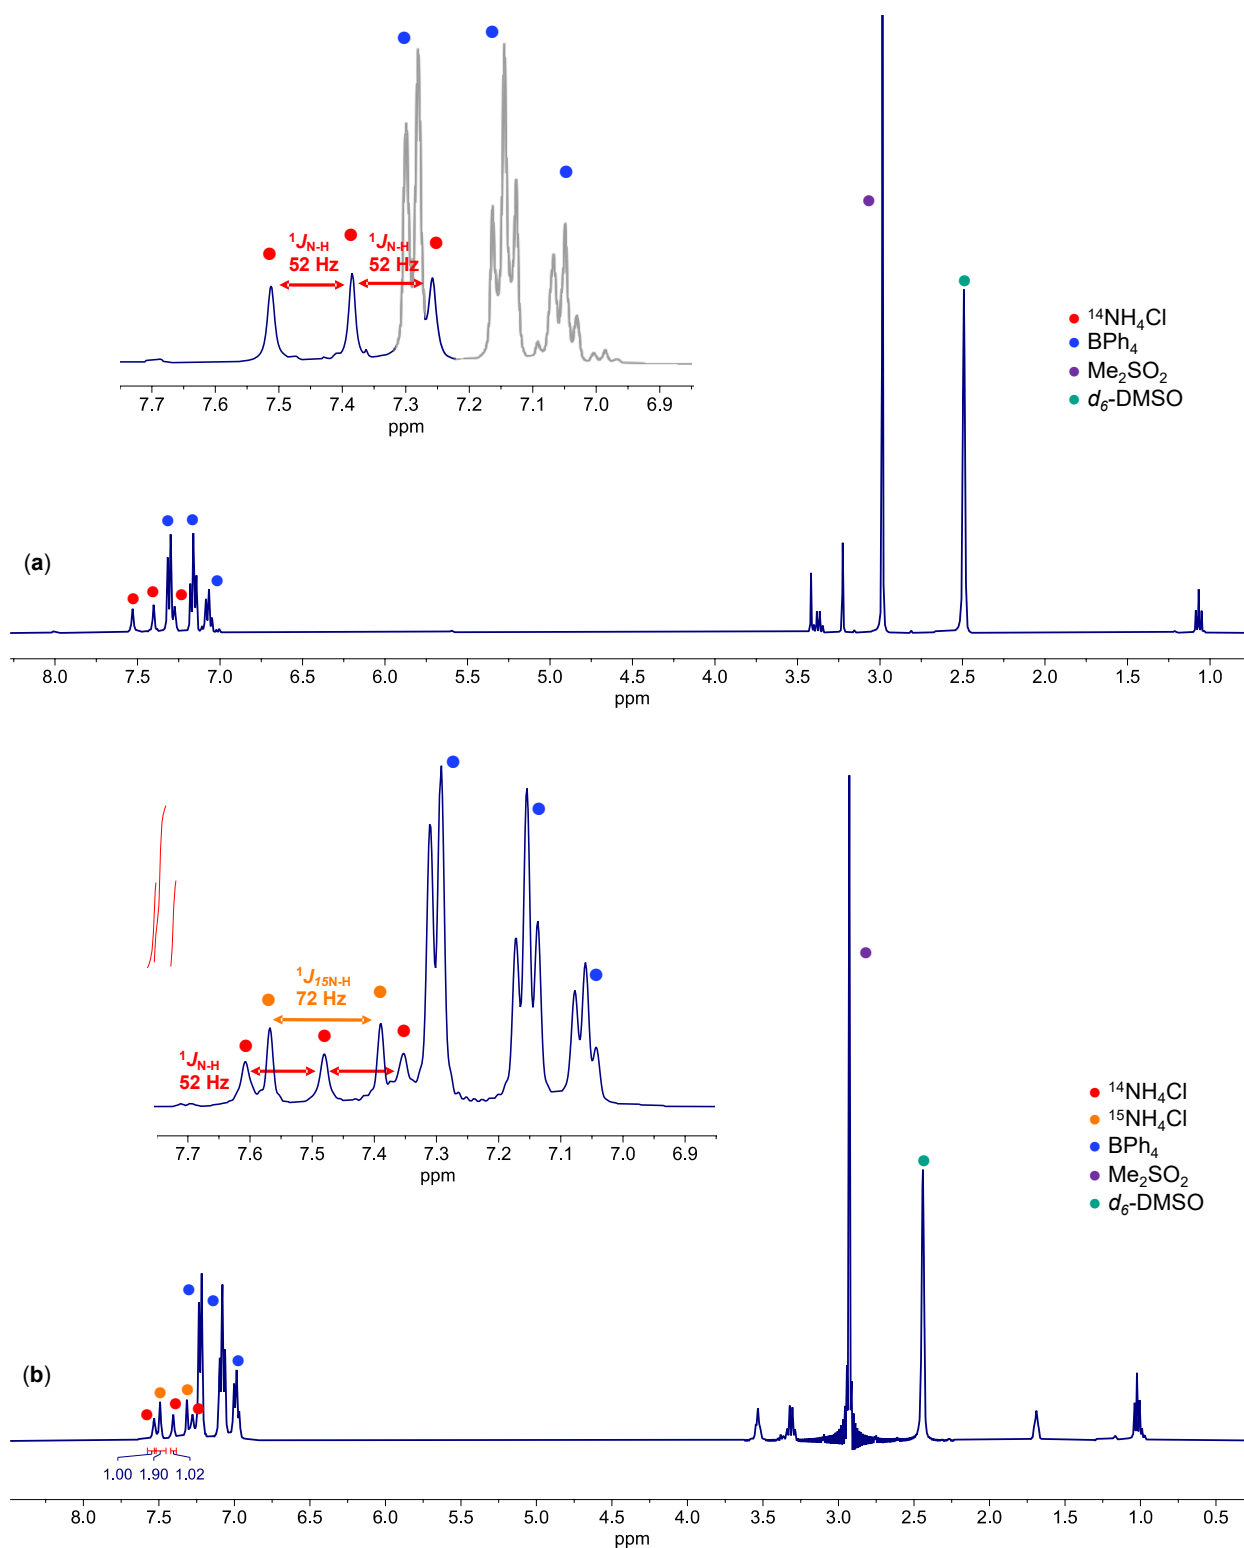 ¹J_N-H
52 Hz
¹J_N-H
52 Hz
7.7 7.6 7.5 7.4 7.3 7.2 7.1 7.0 6.9
ppm
¹⁴NH₄Cl
BPh₄
Me₂SO₂
d₆-DMSO
(a)
8.0 7.5 7.0 6.5 6.0 5.5 5.0 4.5 4.0 3.5 3.0 2.5 2.0 1.5 1.0
ppm
¹J_15N-H
72 Hz
¹J_N-H
52 Hz
7.7 7.6 7.5 7.4 7.3 7.2 7.1 7.0 6.9
ppm
¹⁴NH₄Cl
¹⁵NH₄Cl
BPh₄
Me₂SO₂
d₆-DMSO
(b)
1.00 1.90 1.02
8.0 7.5 7.0 6.5 6.0 5.5 5.0 4.5 4.0 3.5 3.0 2.5 2.0 1.5 1.0 0.5
ppm